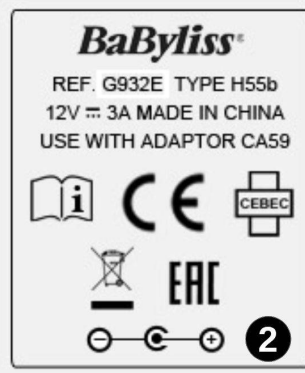 BaByliss®
REF. G932E TYPE H55b
12V ⎓ 3A MADE IN CHINA
USE WITH ADAPTOR CA59
i CE CEBEC
EAC
- C + 2